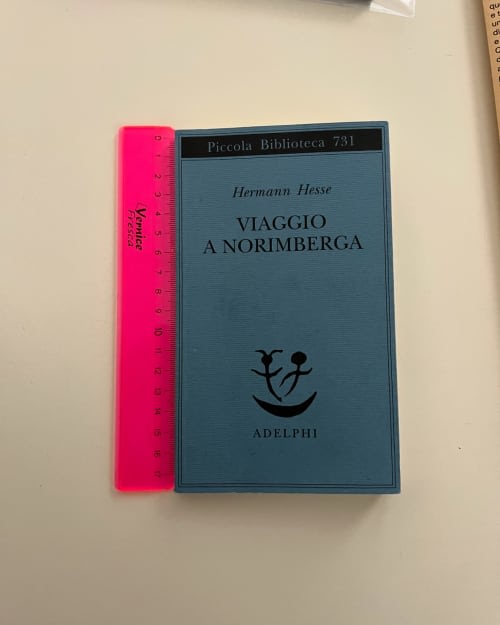 Piccola Biblioteca 731
Hermann Hesse
VIAGGIO
A NORIMBERGA
ADELPHI
0 1 2 3 4 5 6 7 8 9 10 11 12 13 14 15 16 17
Vernice
Fresca